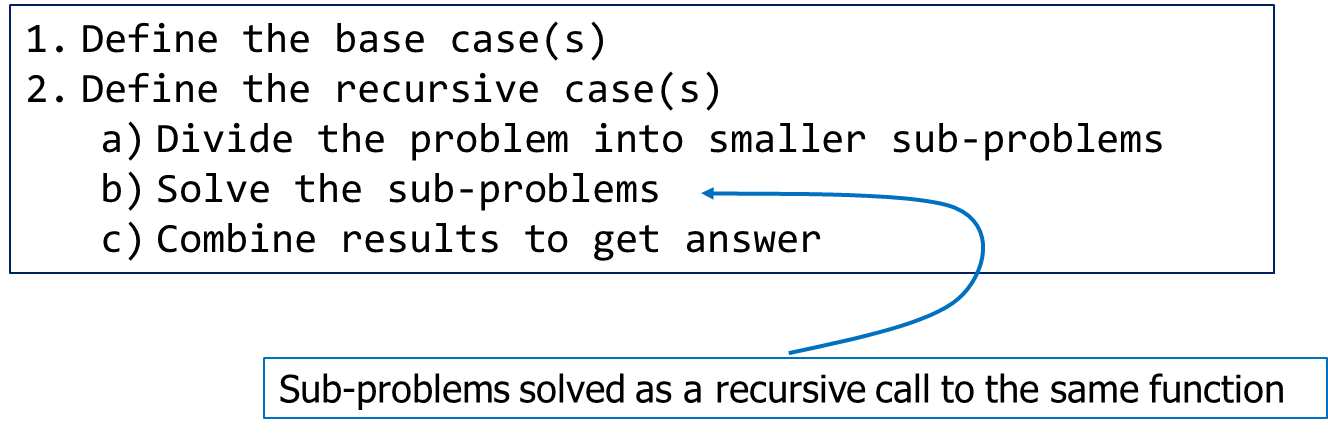 1. Define the base case(s)
2. Define the recursive case(s)
a) Divide the problem into smaller sub-problems
b) Solve the sub-problems
c) Combine results to get answer
Sub-problems solved as a recursive call to the same function